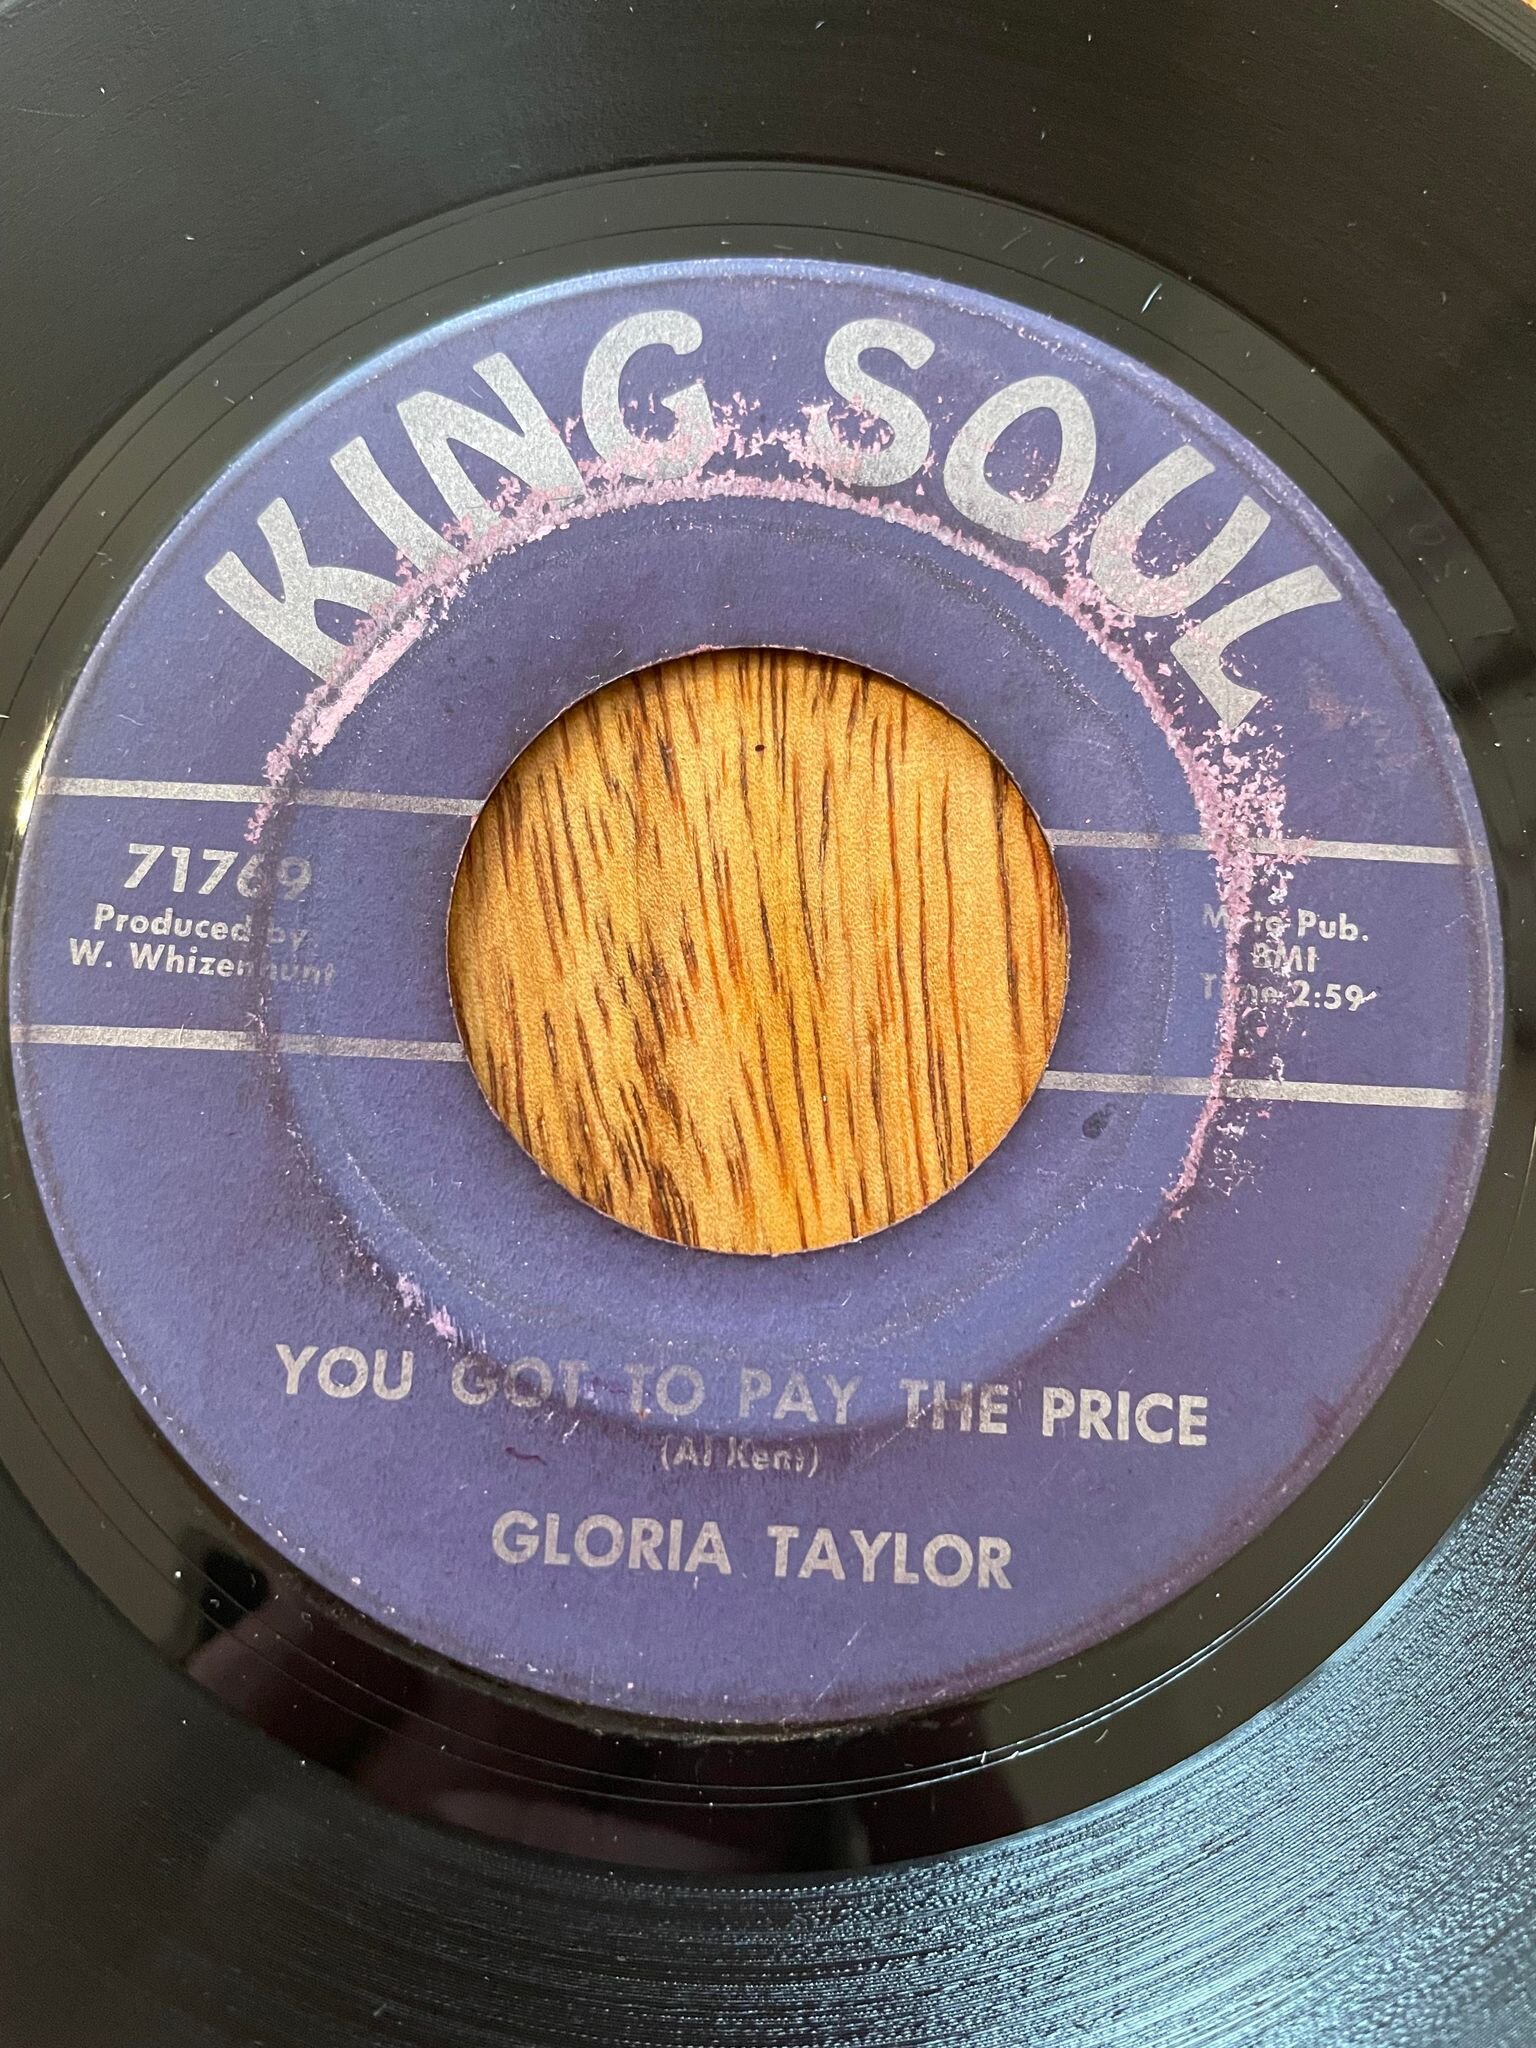 KING SOUL
71769
Produced by
W. Whizenhunt
Pub.
BMI
Time 2:59
YOU GOT TO PAY THE PRICE
(Al Kent)
GLORIA TAYLOR